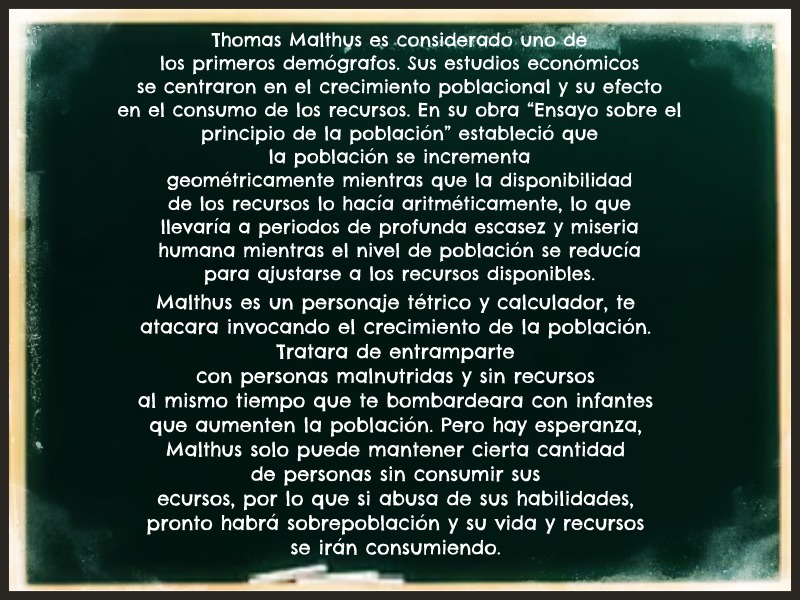 Thomas Malthus es considerado uno de
los primeros demógrafos. Sus estudios económicos
se centraron en el crecimiento poblacional y su efecto
en el consumo de los recursos. En su obra “Ensayo sobre el
principio de la población” estableció que
la población se incrementa
geométricamente mientras que la disponibilidad
de los recursos lo hacía aritméticamente, lo que
llevaría a periodos de profunda escasez y miseria
humana mientras el nivel de población se reducía
para ajustarse a los recursos disponibles.
Malthus es un personaje tétrico y calculador, te
atacara invocando el crecimiento de la población.
Tratara de entramparte
con personas malnutridas y sin recursos
al mismo tiempo que te bombardeara con infantes
que aumenten la población. Pero hay esperanza,
Malthus solo puede mantener cierta cantidad
de personas sin consumir sus
ecursos, por lo que si abusa de sus habilidades,
pronto habrá sobrepoblación y su vida y recursos
se irán consumiendo.